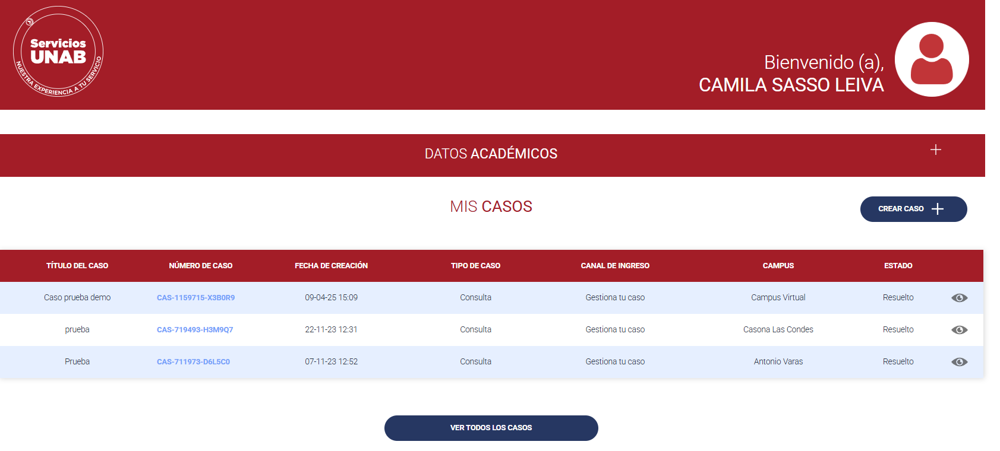 Servicios
UNAB
NUESTRA EXPERIENCIA A TU SERVICIO
Bienvenido (a),
CAMILA SASSO LEIVA
DATOS ACADÉMICOS
MIS CASOS
CREAR CASO
TÍTULO DEL CASO NÚMERO DE CASO FECHA DE CREACIÓN TIPO DE CASO CANAL DE INGRESO CAMPUS ESTADO
Caso prueba demo CAS-1159715-X3B0R9 09-04-25 15:09 Consulta Gestiona tu caso Campus Virtual Resuelto
prueba CAS-719493-H3M9Q7 22-11-23 12:31 Consulta Gestiona tu caso Casona Las Condes Resuelto
Prueba CAS-711973-D6L5C0 07-11-23 12:52 Consulta Gestiona tu caso Antonio Varas Resuelto
VER TODOS LOS CASOS